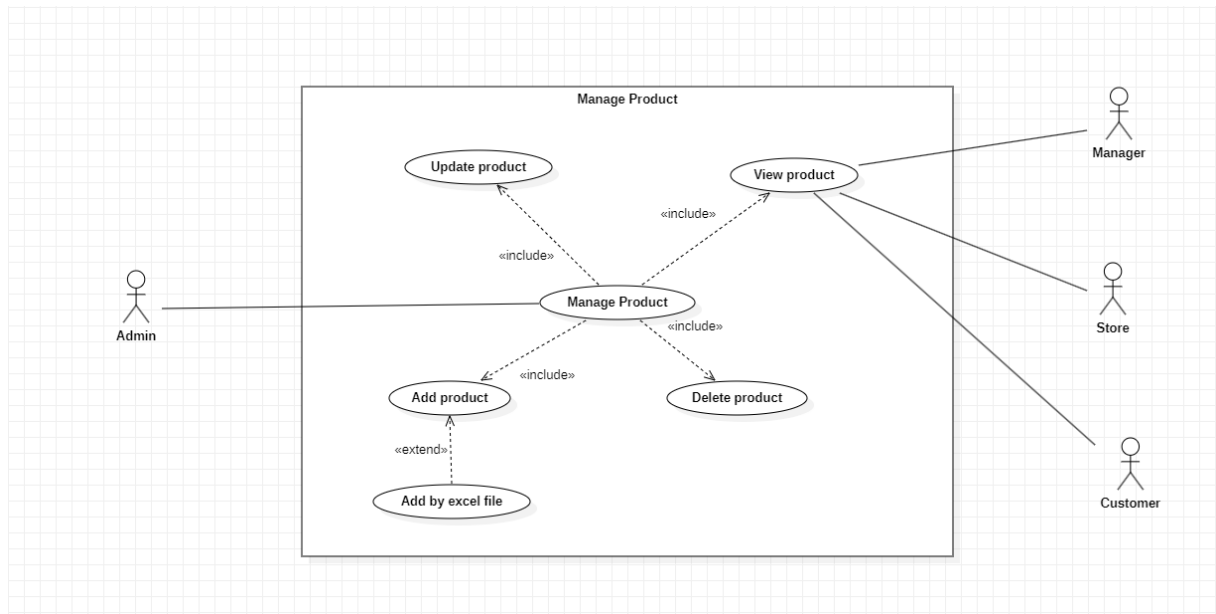 Manage Product
Manager
Update product
View product
«include»
«include»
Admin
Manage Product
Store
«include»
«include»
Add product
Delete product
«extend»
Add by excel file
Customer